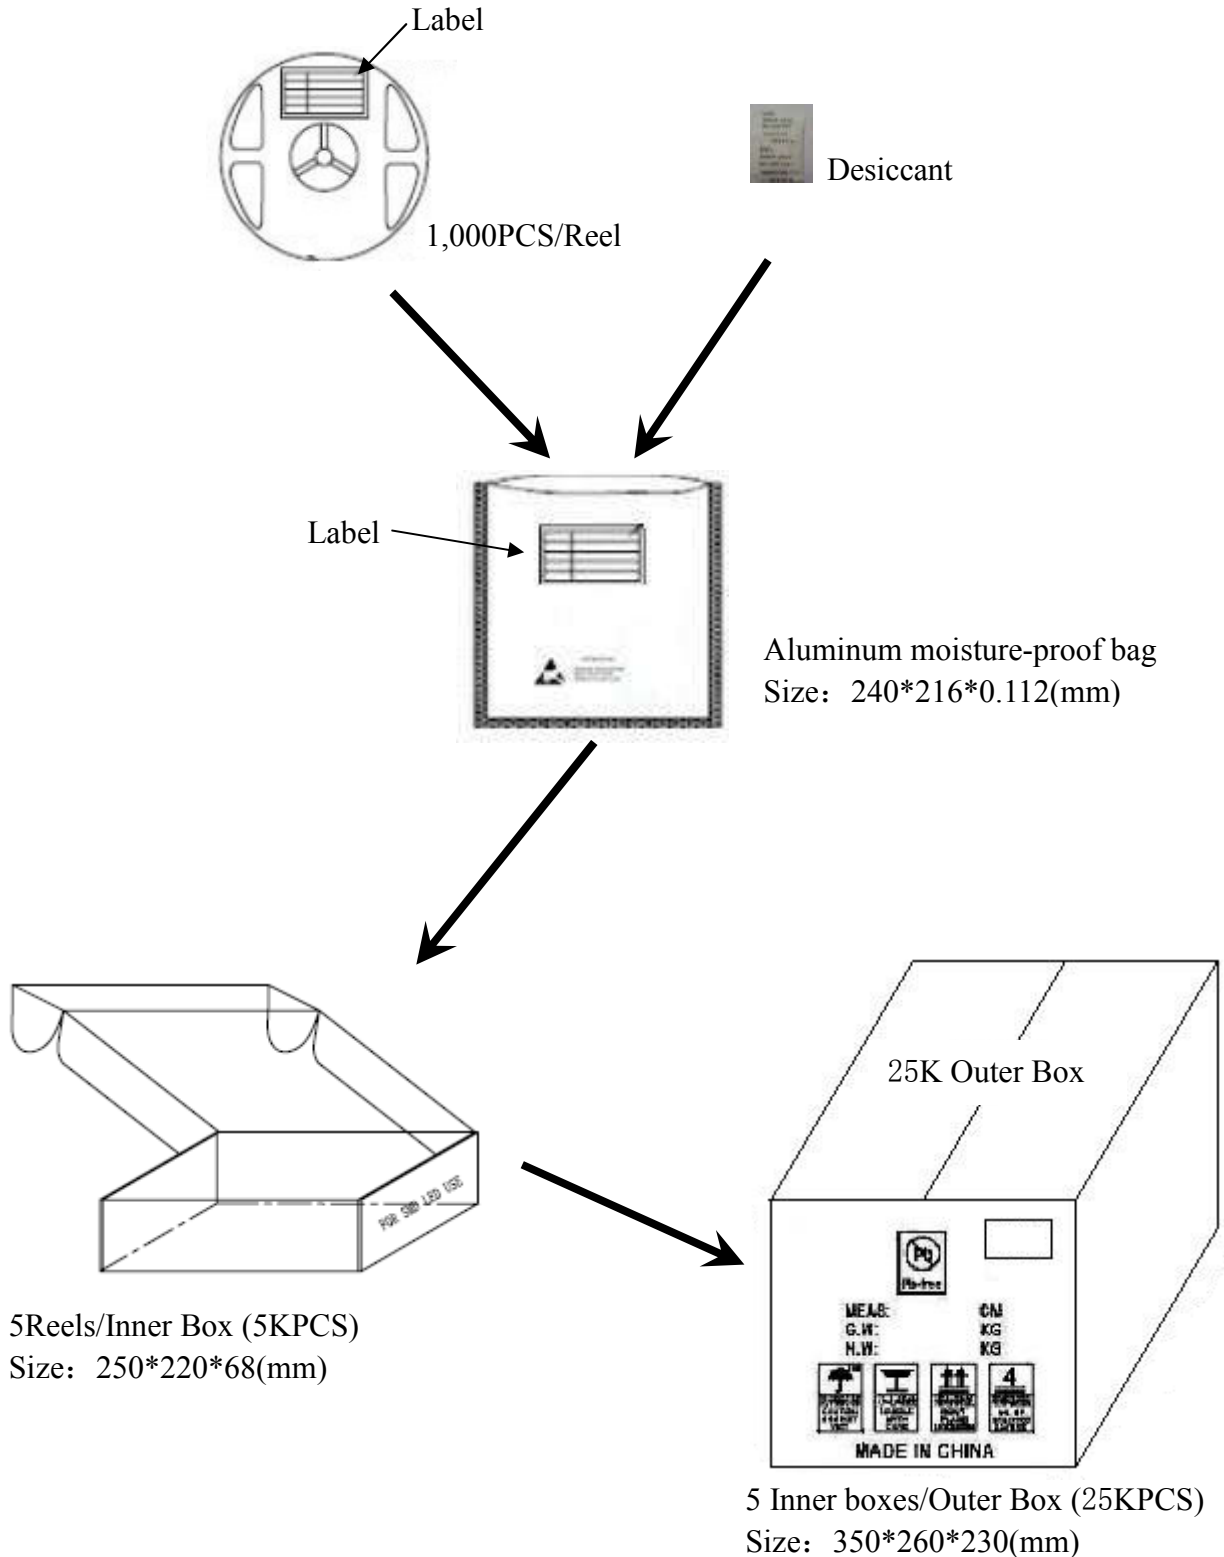 Label
Desiccant
1,000PCS/Reel
Label
Aluminum moisture-proof bag
Size：240*216*0.112(mm)
25K Outer Box
FOR SMD LED USE
Pb
Pb-free
MEAS: CM
G.W: KG
N.W: KG
4
MADE IN CHINA
5Reels/Inner Box (5KPCS)
Size：250*220*68(mm)
5 Inner boxes/Outer Box (25KPCS)
Size：350*260*230(mm)